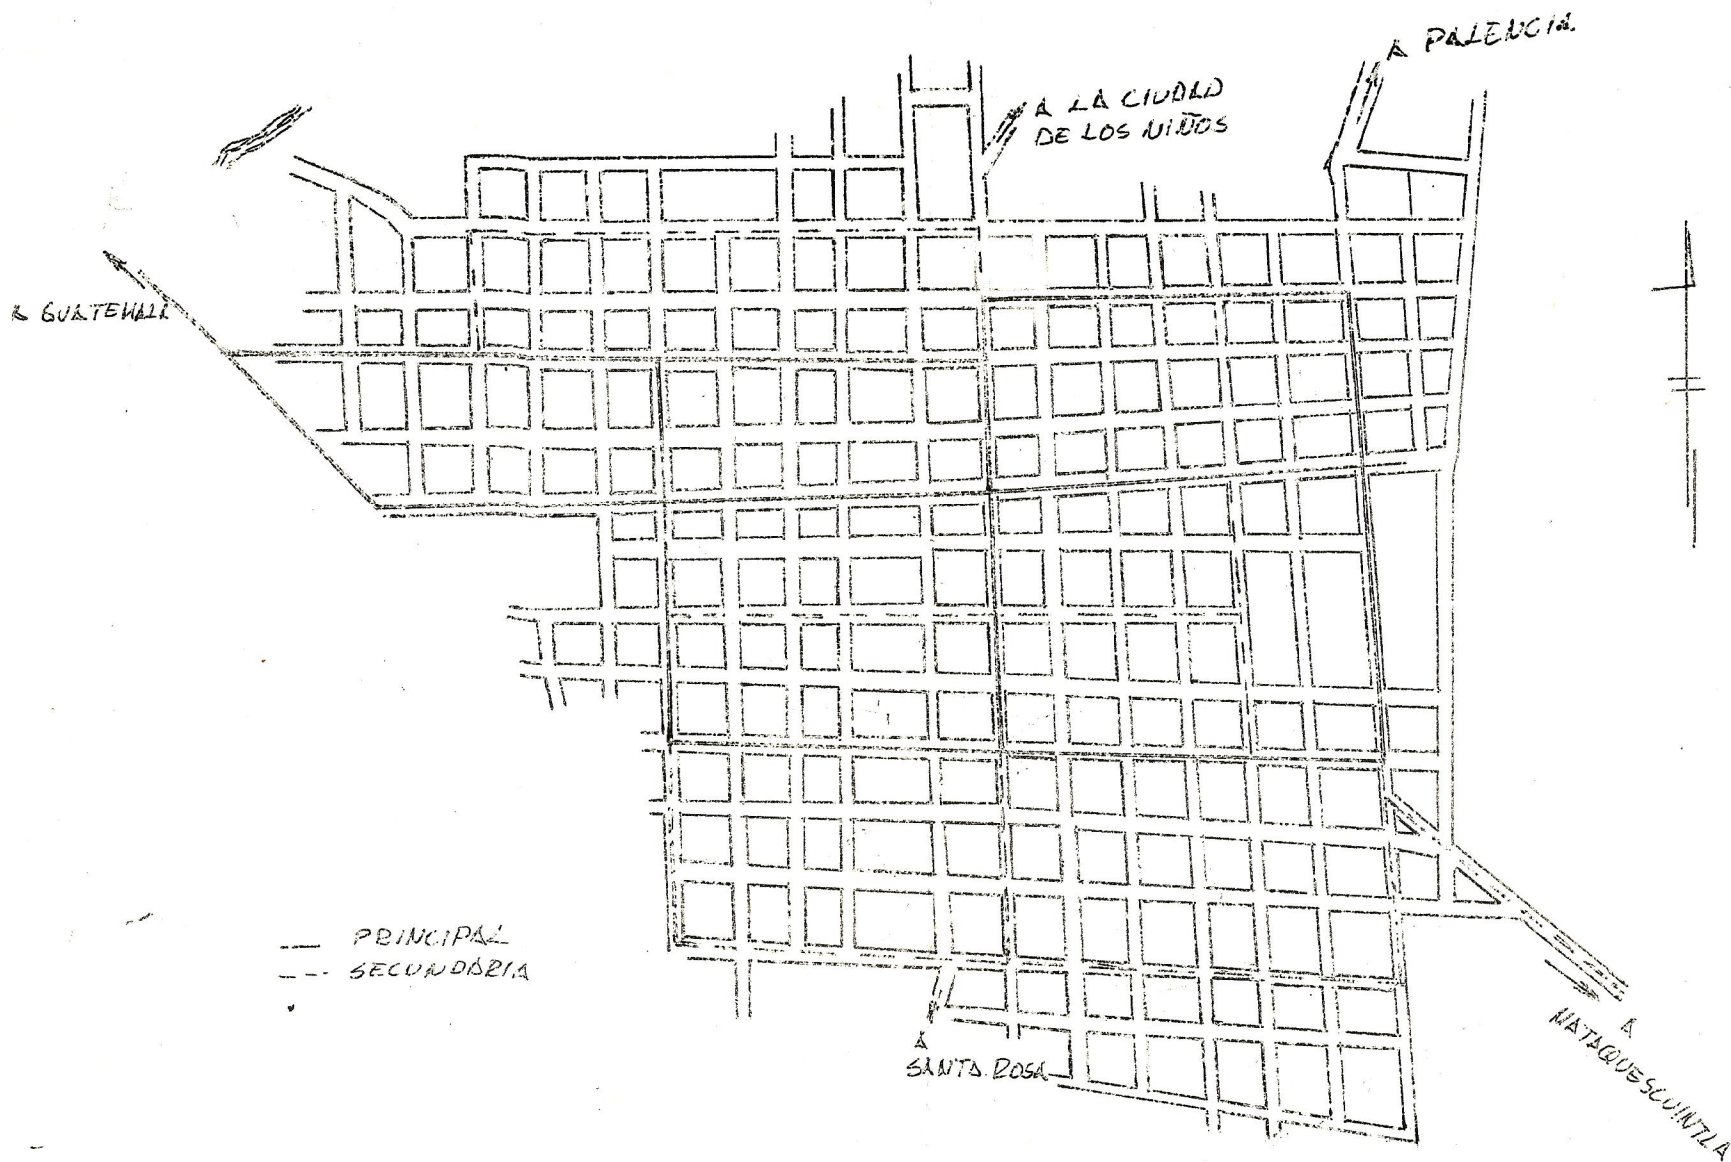 A PALENCIA
A LA CIUDAD
DE LOS NIÑOS
A GUATEMALA
PRINCIPAL
SECUNDARIA
A
SANTA ROSA
A
MATAQUESCUINTLA